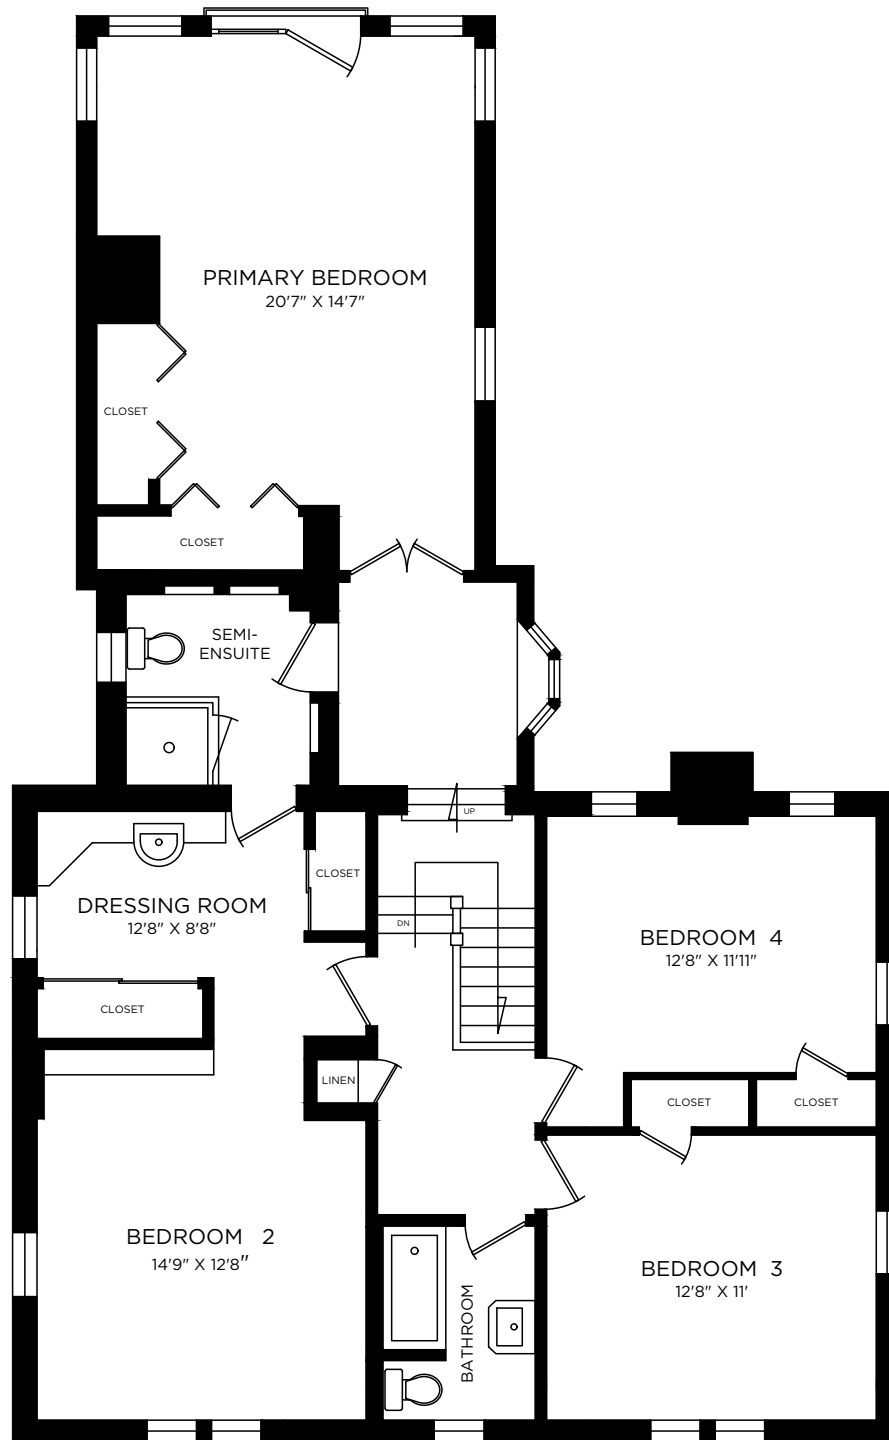 PRIMARY BEDROOM
20'7" X 14'7"
CLOSET
CLOSET
SEMI-
ENSUITE
UP
CLOSET
DRESSING ROOM
12'8" X 8'8"
DN
BEDROOM 4
12'8" X 11'11"
CLOSET
LINEN
CLOSET
CLOSET
BEDROOM 2
14'9" X 12'8"
BEDROOM 3
12'8" X 11'
BATHROOM